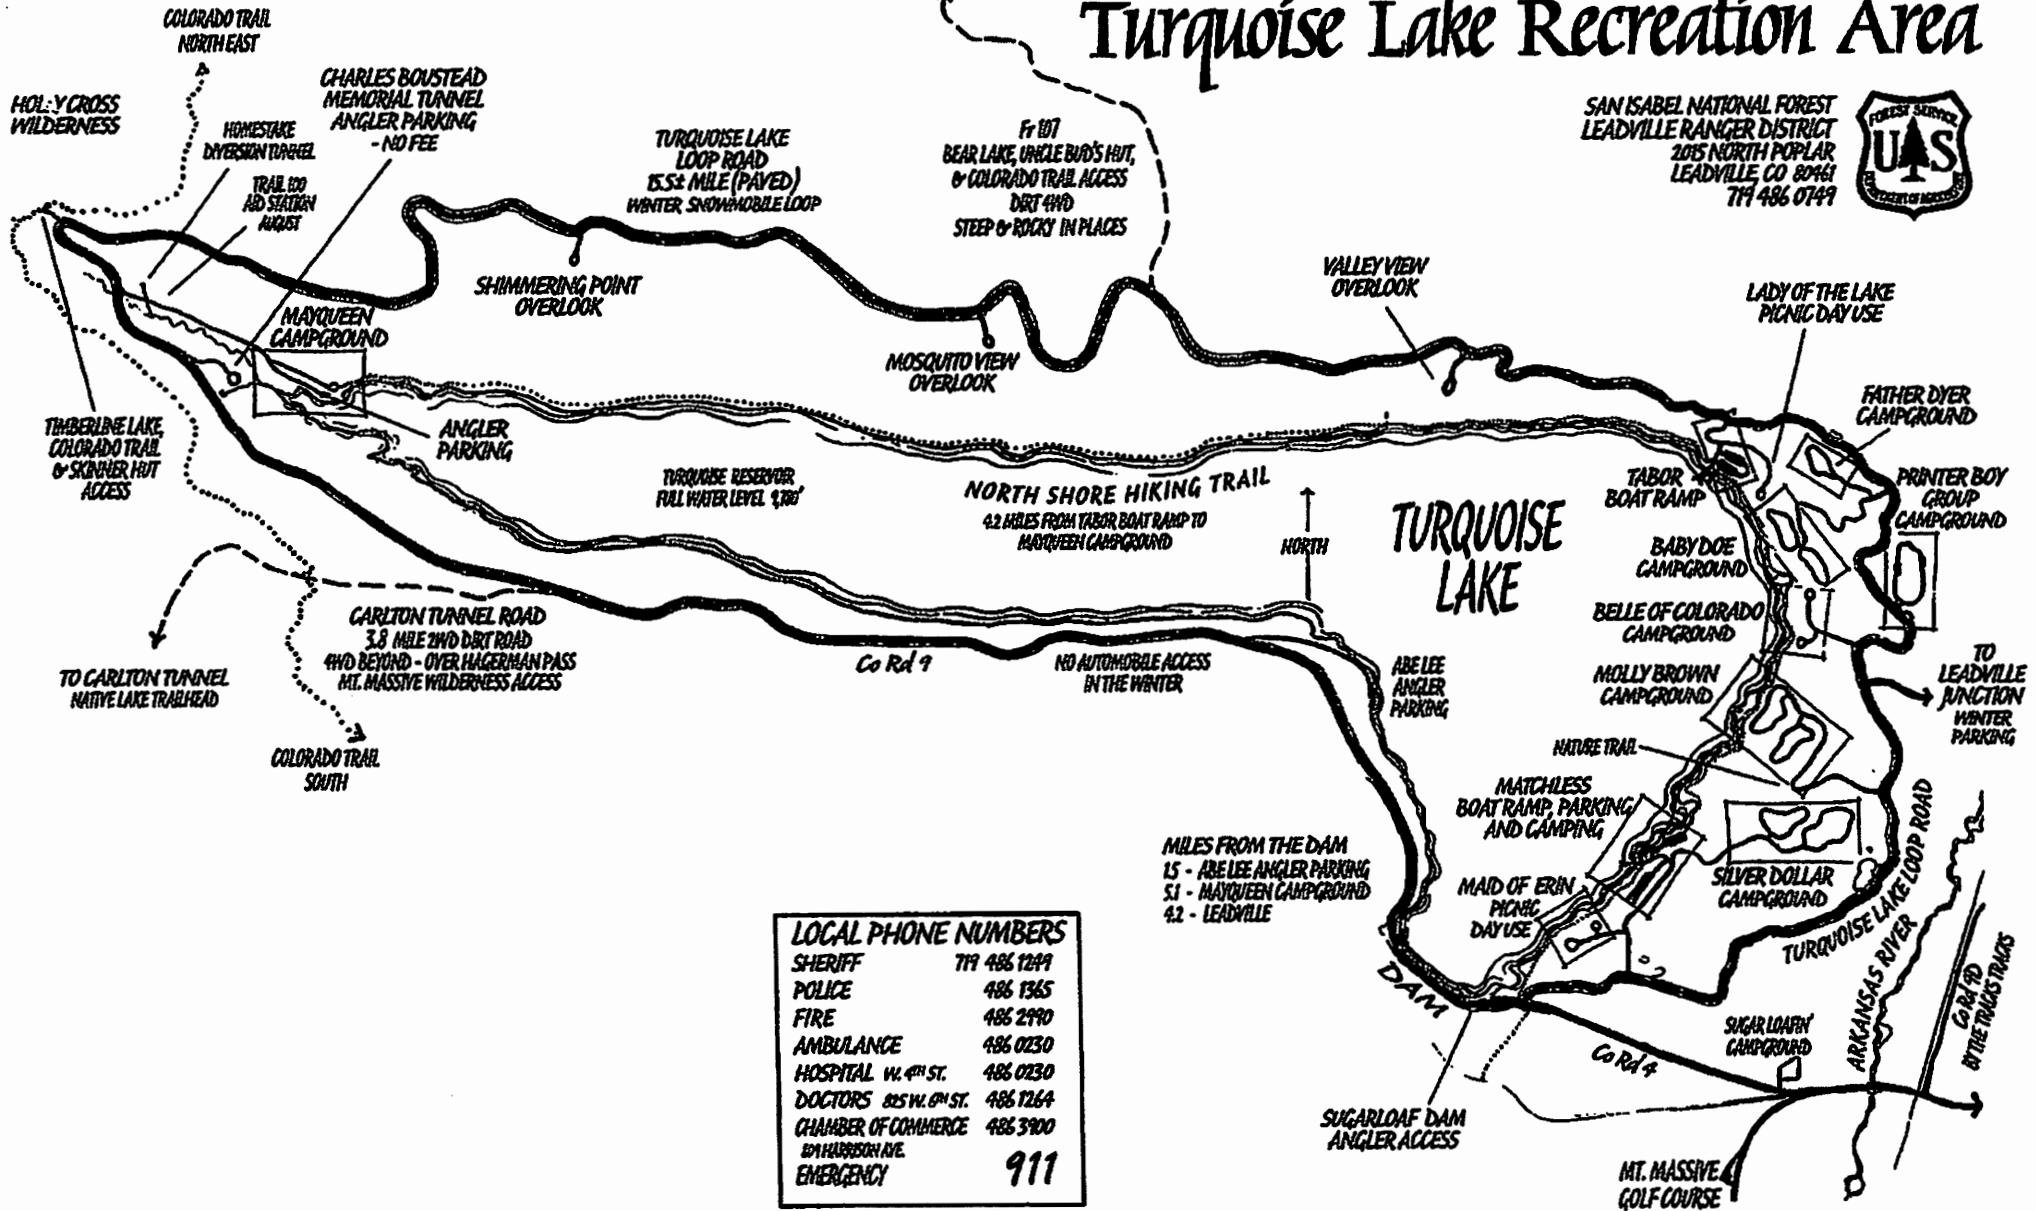 Turquoise Lake Recreation Area
SAN ISABEL NATIONAL FOREST
LEADVILLE RANGER DISTRICT
2015 NORTH POPLAR
LEADVILLE, CO 80461
719 486 0749
FOREST SERVICE
US
DEPARTMENT OF AGRICULTURE
COLORADO TRAIL
NORTH EAST
HOL:Y CROSS
WILDERNESS
HOMESTAKE
DIVERSION TUNNEL
TRAIL 100
AID STATION
AUGUST
CHARLES BOUSTEAD
MEMORIAL TUNNEL
ANGLER PARKING
- NO FEE
TURQUOISE LAKE
LOOP ROAD
15.5± MILE (PAVED)
WINTER SNOWMOBILE LOOP
Fr 107
BEAR LAKE, UNCLE BUD'S HUT,
& COLORADO TRAIL ACCESS
DIRT 4WD
STEEP & ROCKY IN PLACES
SHIMMERING POINT
OVERLOOK
MAYQUEEN
CAMPGROUND
MOSQUITO VIEW
OVERLOOK
VALLEY VIEW
OVERLOOK
LADY OF THE LAKE
PICNIC DAY USE
FATHER DYER
CAMPGROUND
TIMBERLINE LAKE,
COLORADO TRAIL
& SKINNER HUT
ACCESS
ANGLER
PARKING
TURQUOISE RESERVOIR
FULL WATER LEVEL 9,780'
NORTH SHORE HIKING TRAIL
4.2 MILES FROM TABOR BOAT RAMP TO
MAYQUEEN CAMPGROUND
NORTH
TURQUOISE
LAKE
TABOR
BOAT RAMP
PRINTER BOY
GROUP
CAMPGROUND
BABY DOE
CAMPGROUND
BELLE OF COLORADO
CAMPGROUND
MOLLY BROWN
CAMPGROUND
TO
LEADVILLE
JUNCTION
WINTER
PARKING
CARLTON TUNNEL ROAD
3.8 MILE 2WD DIRT ROAD
4WD BEYOND - OVER HAGERMAN PASS
MT. MASSIVE WILDERNESS ACCESS
TO CARLTON TUNNEL
NATIVE LAKE TRAILHEAD
COLORADO TRAIL
SOUTH
Co Rd 9
NO AUTOMOBILE ACCESS
IN THE WINTER
ABE LEE
ANGLER
PARKING
NATURE TRAIL
MATCHLESS
BOAT RAMP, PARKING
AND CAMPING
MILES FROM THE DAM
1.5 - ABE LEE ANGLER PARKING
5.1 - MAYQUEEN CAMPGROUND
4.2 - LEADVILLE
MAID OF ERIN
PICNIC
DAY USE
SILVER DOLLAR
CAMPGROUND
TURQUOISE LAKE LOOP ROAD
ARKANSAS RIVER
Co Rd 9D
BY THE TRACKS TRACKS
DAM
SUGAR LOAFIN'
CAMPGROUND
Co Rd 4
SUGARLOAF DAM
ANGLER ACCESS
MT. MASSIVE
GOLF COURSE
LOCAL PHONE NUMBERS
SHERIFF 719 486 1249
POLICE 486 1365
FIRE 486 2990
AMBULANCE 486 0230
HOSPITAL W. 4TH ST. 486 0230
DOCTORS 825 W. 6TH ST. 486 1264
CHAMBER OF COMMERCE 486 3900
809 HARRISON AVE.
EMERGENCY 911